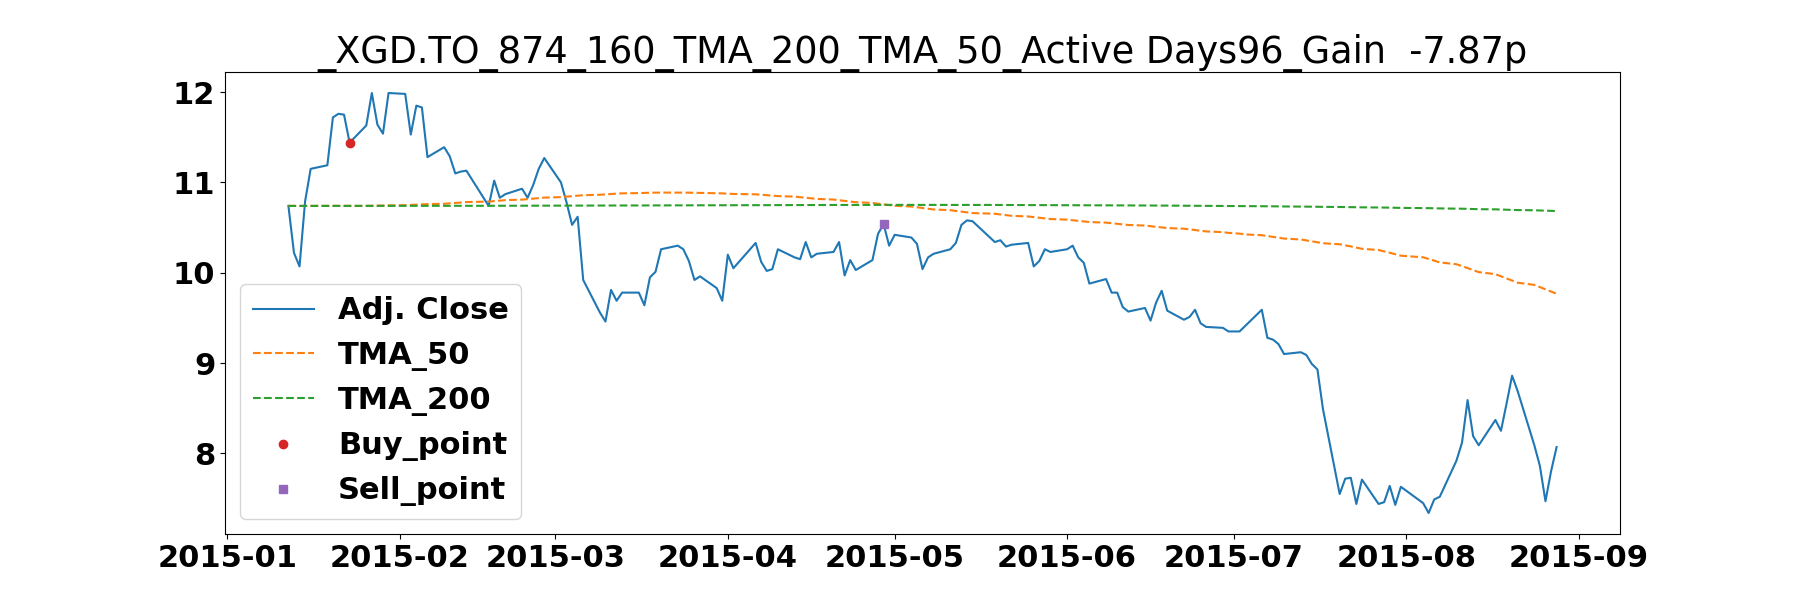 _XGD.TO_874_160_TMA_200_TMA_50_Active Days96_Gain  -7.87p
12
11
10
9
8
Adj. Close
TMA_50
TMA_200
Buy_point
Sell_point
2015-01 2015-02 2015-03 2015-04 2015-05 2015-06 2015-07 2015-08 2015-09